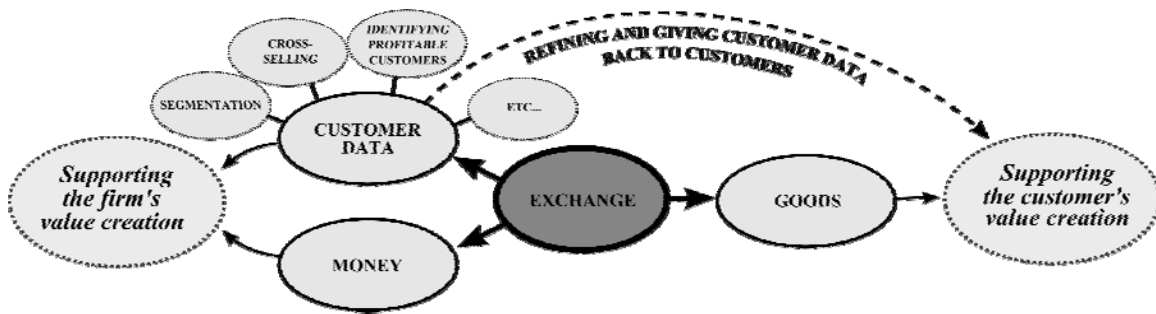 IDENTIFYING
PROFITABLE
CUSTOMERS
CROSS-
SELLING
SEGMENTATION
ETC...
REFINING AND GIVING CUSTOMER DATA
BACK TO CUSTOMERS
CUSTOMER
DATA
Supporting
the firm's
value creation
EXCHANGE
GOODS
Supporting
the customer's
value creation
MONEY